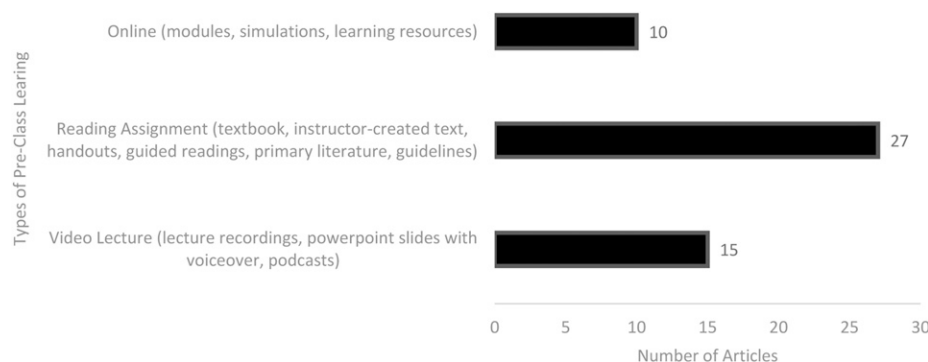 Types of Pre-Class Learing
Online (modules, simulations, learning resources)
10
Reading Assignment (textbook, instructor-created text,
handouts, guided readings, primary literature, guidelines)
27
Video Lecture (lecture recordings, powerpoint slides with
voiceover, podcasts)
15
0 5 10 15 20 25 30
Number of Articles